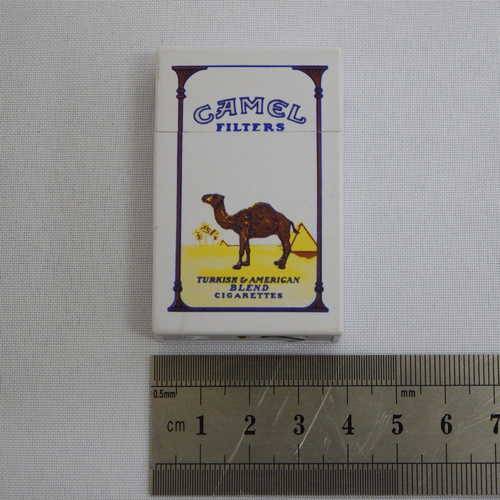 CAMEL
FILTERS
TURKISH & AMERICAN
BLEND
CIGARETTES
0.5mm mm
cm 1 2 3 4 5 6 7